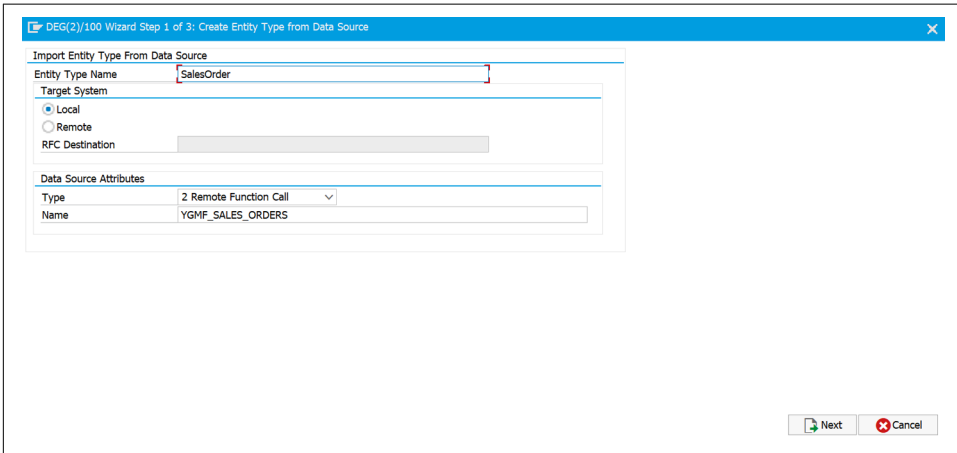 DEG(2)/100 Wizard Step 1 of 3: Create Entity Type from Data Source
Import Entity Type From Data Source
Entity Type Name SalesOrder
Target System
Local
Remote
RFC Destination
Data Source Attributes
Type 2 Remote Function Call
Name YGMF_SALES_ORDERS
Next Cancel